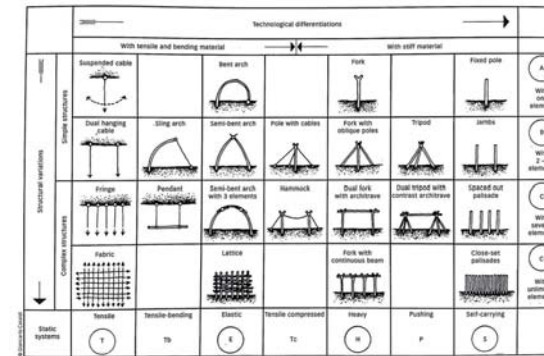 Technological differentiations
With tensile and bending material
With stiff material
Structural variations
Simple structures
Complex structures
Suspended cable
Bent arch
Fork
Fixed pole
A
Dual hanging
cable
Sling arch
Semi-bent arch
Pole with cables
Fork with
oblique poles
Tripod
Jambs
Fringe
Pendant
Semi-bent arch
with 3 elements
Hammock
Dual fork
with architrave
Dual tripod with
contrast architrave
Spaced out
palisade
Fabric
Lattice
Fork with
continuous beam
Close-set
palisades
Static
systems
Tensile
T
Tensile-bending
Tb
Elastic
E
Tensile compressed
Tc
Heavy
H
Pushing
P
Self-carrying
S